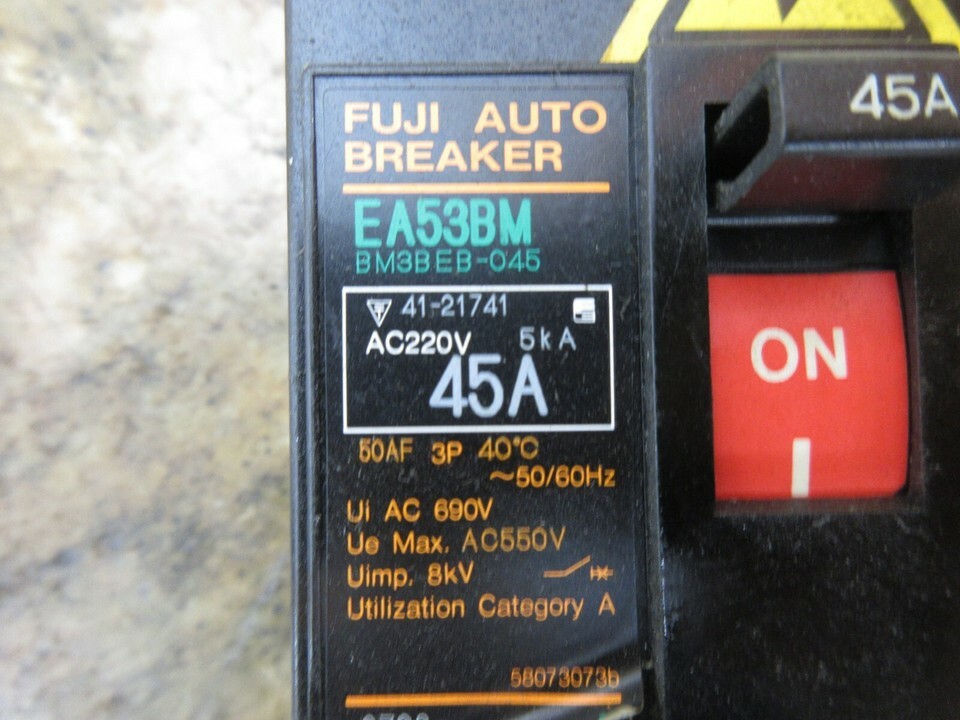 FUJI AUTO
BREAKER
EA53BM
BM3BEB-045
41-21741
AC220V 5kA
45A
50AF 3P 40°C
~50/60Hz
Ui AC 690V
Ue Max. AC550V
Uimp. 8kV
Utilization Category A
58073073b
45A
ON
I